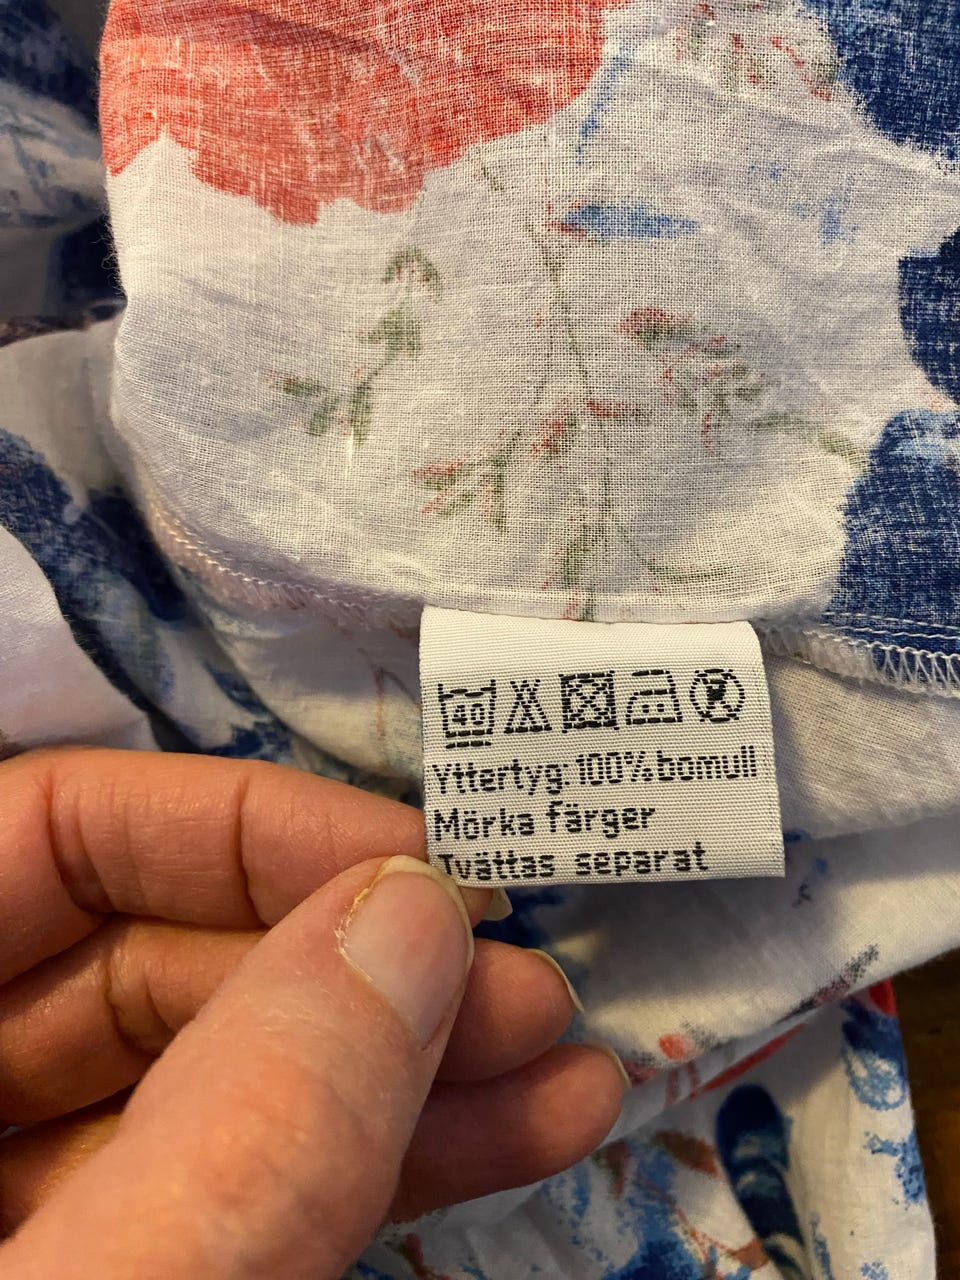 40
Yttertyg: 100% bomull
Mörka färger
Tvättas separat